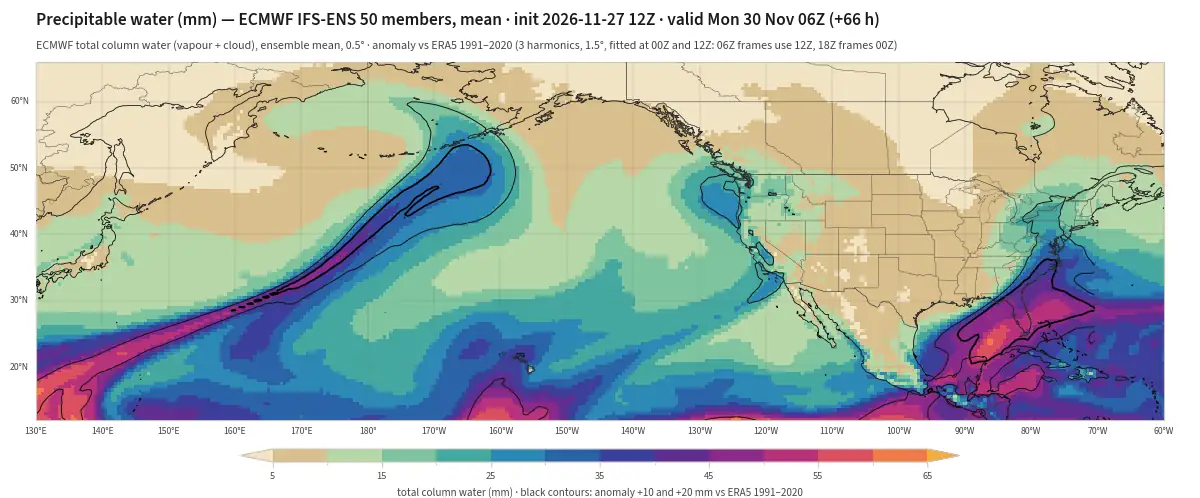 Precipitable water (mm) — ECMWF IFS-ENS 50 members, mean · init 2026-11-27 12Z · valid Mon 30 Nov 06Z (+66 h)
ECMWF total column water (vapour + cloud), ensemble mean, 0.5° · anomaly vs ERA5 1991–2020 (3 harmonics, 1.5°, fitted at 00Z and 12Z: 06Z frames use 12Z, 18Z frames 00Z)
60°N
50°N
40°N
30°N
20°N
130°E 140°E 150°E 160°E 170°E 180° 170°W 160°W 150°W 140°W 130°W 120°W 110°W 100°W 90°W 80°W 70°W 60°W
5 15 25 35 45 55 65
total column water (mm) · black contours: anomaly +10 and +20 mm vs ERA5 1991–2020